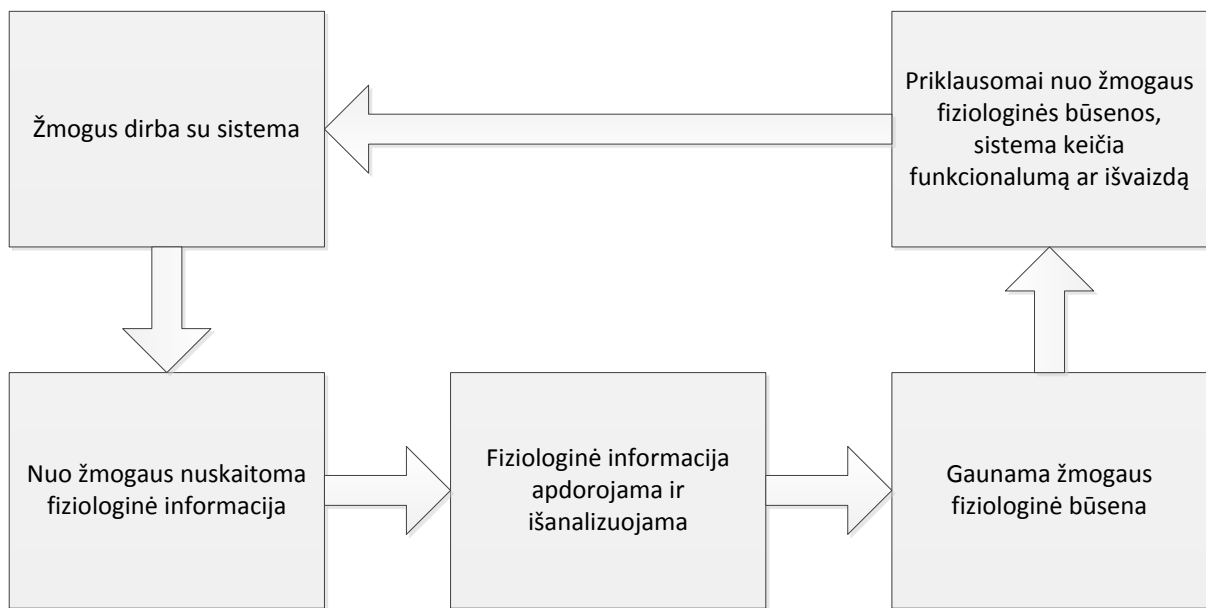 Žmogus dirba su sistema
Priklausomai nuo žmogaus
fiziologinės būsenos,
sistema keičia
funkcionalumą ar išvaizdą
Nuo žmogaus nuskaitoma
fiziologinė informacija
Fiziologinė informacija
apdorojama ir
išanalizuojama
Gaunama žmogaus
fiziologinė būsena